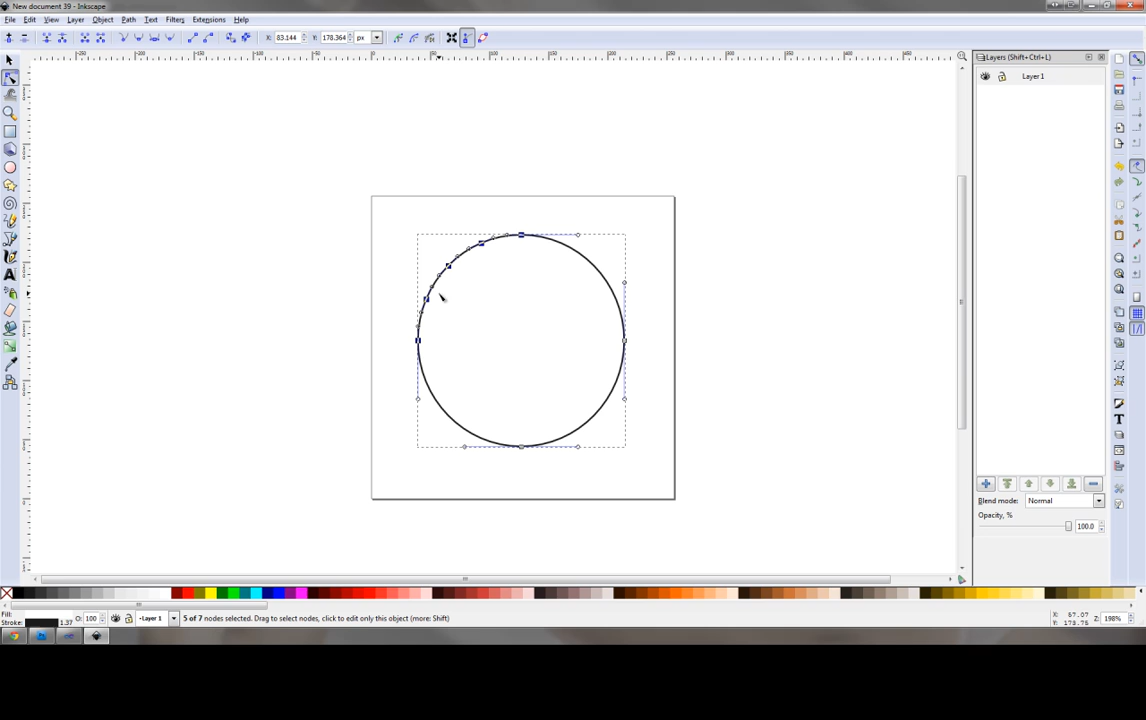 New document 39 - Inkscape
File Edit View Layer Object Path Text Filters Extensions Help
X: 83.144 Y: 178.364 px
Layers (Shift+Ctrl+L)
Layer 1
Blend mode: Normal
Opacity, % 100.0
Fill:
Stroke: 1.37 O: 100 Layer 1 5 of 7 nodes selected. Drag to select nodes, click to edit only this object (more: Shift)
X: 57.07
Y: 173.75 Z: 198%